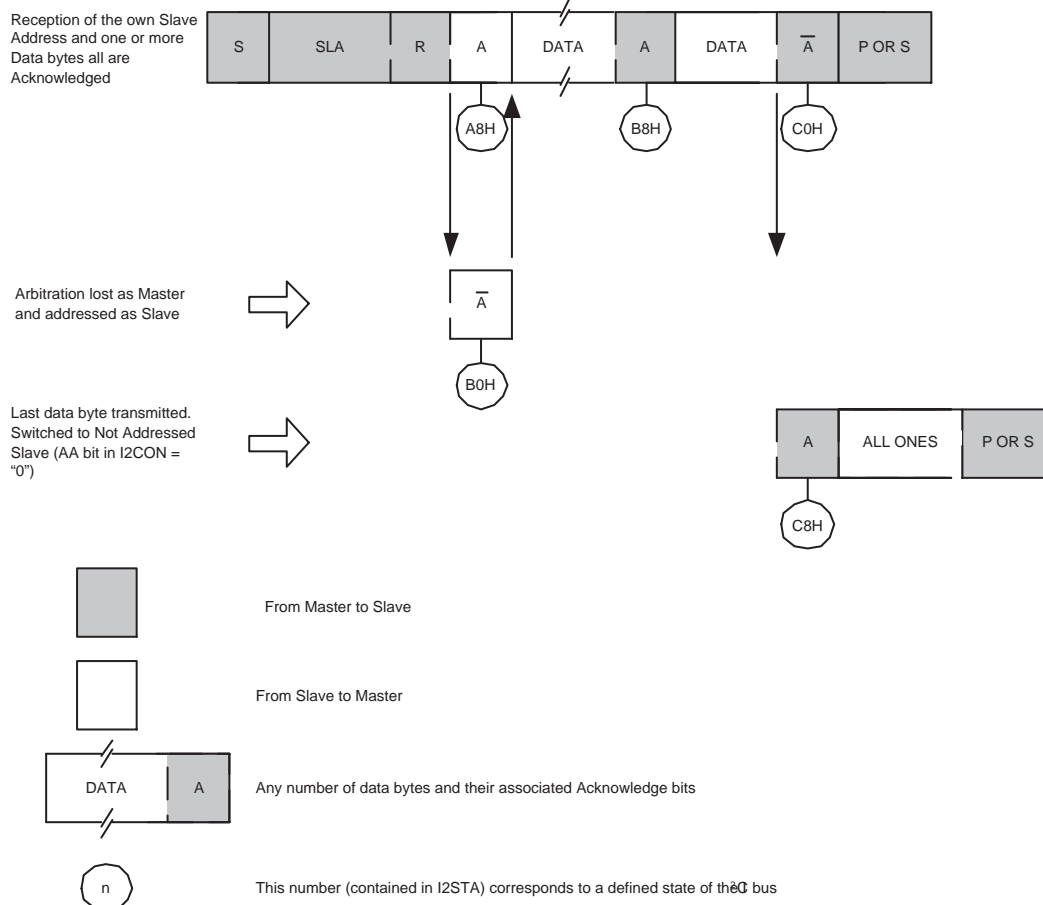 Reception of the own Slave
Address and one or more
Data bytes all are
Acknowledged
S SLA R A DATA A DATA A̅ P OR S
A8H B8H C0H
Arbitration lost as Master
and addressed as Slave
A̅
B0H
Last data byte transmitted.
Switched to Not Addressed
Slave (AA bit in I2CON =
“0”)
A ALL ONES P OR S
C8H
From Master to Slave
From Slave to Master
DATA A Any number of data bytes and their associated Acknowledge bits
n This number (contained in I2STA) corresponds to a defined state of the I²C bus